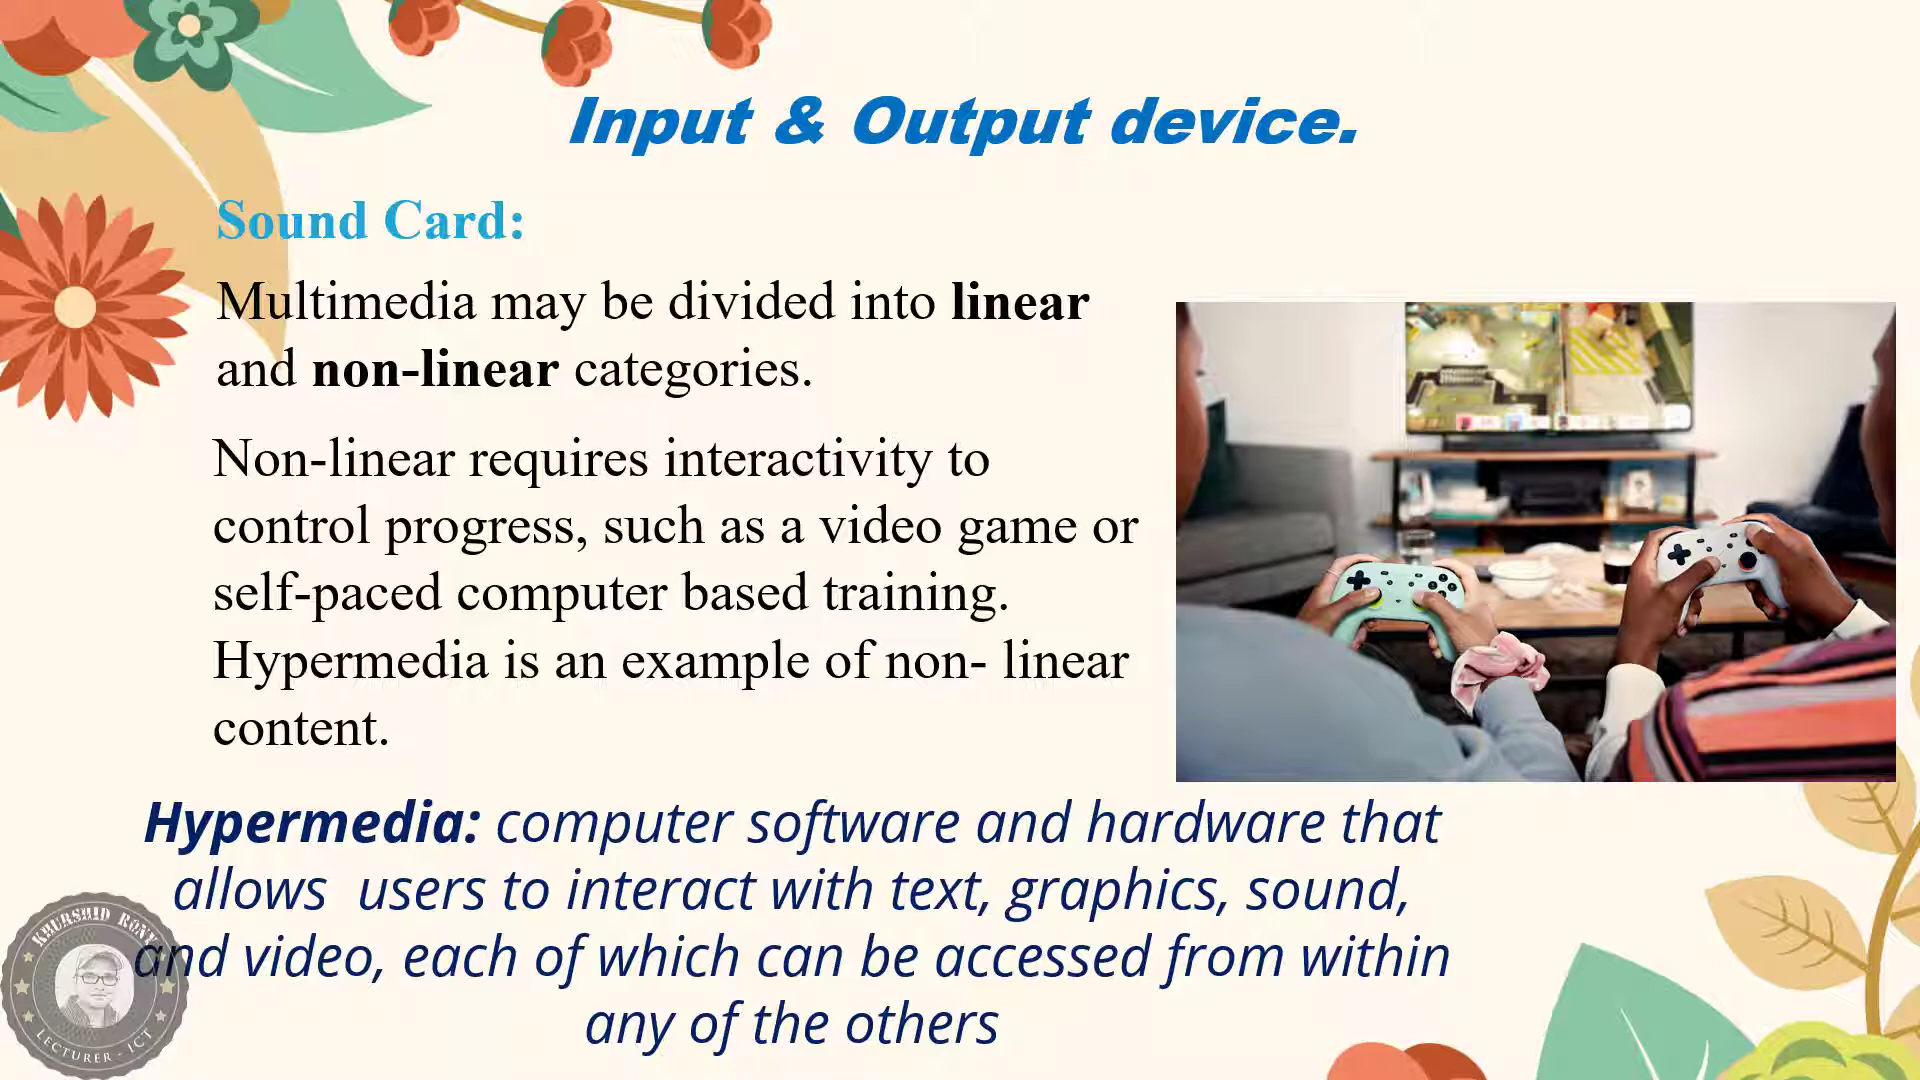 Input & Output device.
Sound Card:
Multimedia may be divided into linear
and non-linear categories.
Non-linear requires interactivity to
control progress, such as a video game or
self-paced computer based training.
Hypermedia is an example of non- linear
content.
Hypermedia: computer software and hardware that
allows  users to interact with text, graphics, sound,
and video, each of which can be accessed from within
any of the others
KHURSHID RONY
LECTURER - ICT